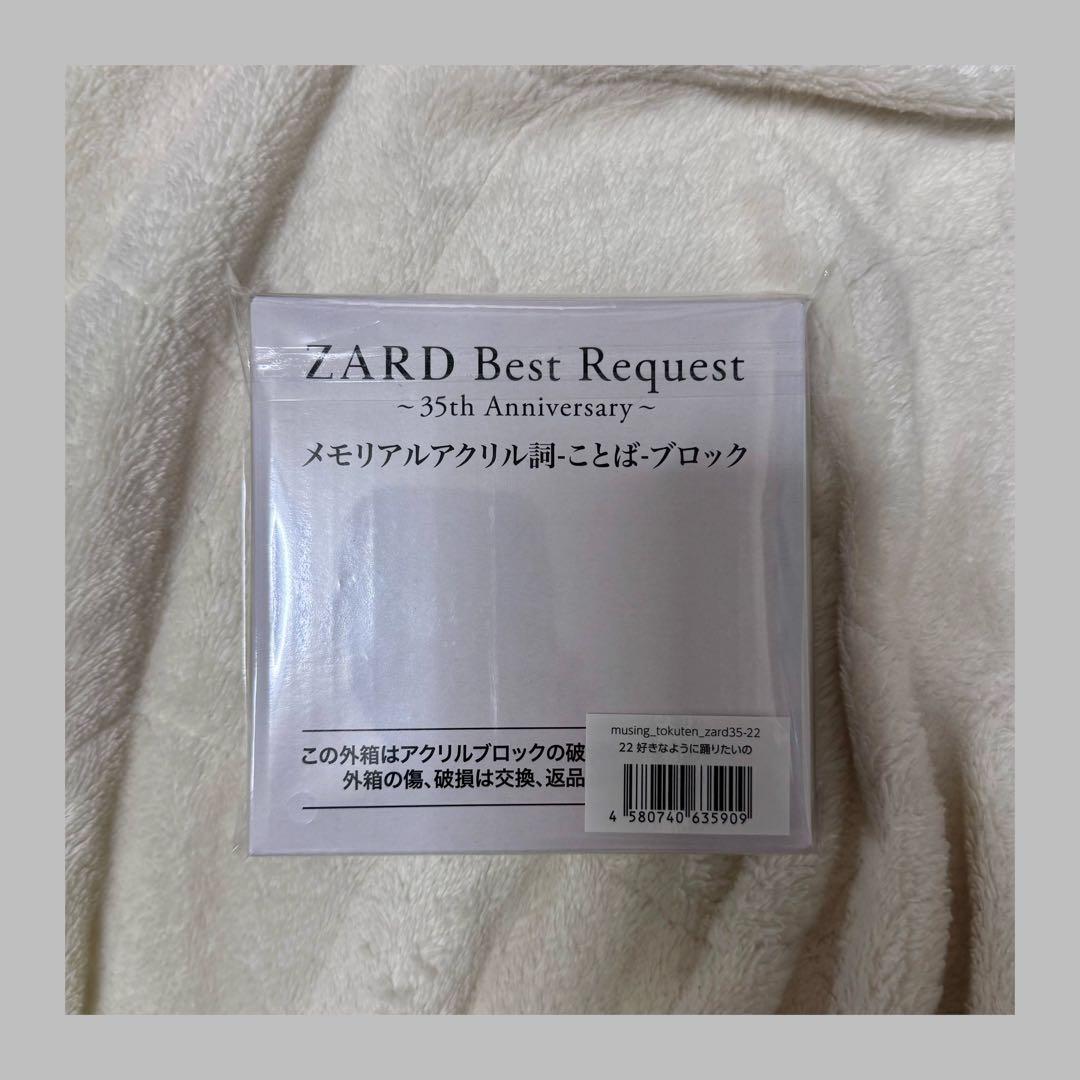 ZARD Best Request
~35th Anniversary~
メモリアルアクリル詞-ことば-ブロック
この外箱はアクリルブロックの破
外箱の傷、破損は交換、返品
musing_tokuten_zard35-22
22 好きなように踊りたいの
4 580740 635909